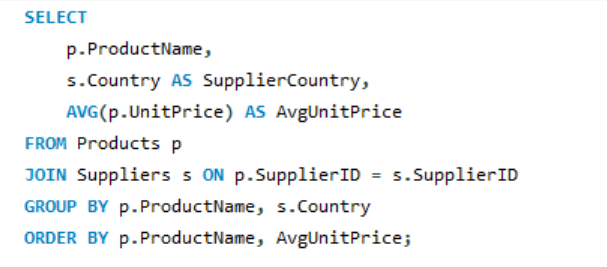 SELECT
    p.ProductName,
    s.Country AS SupplierCountry,
    AVG(p.UnitPrice) AS AvgUnitPrice
FROM Products p
JOIN Suppliers s ON p.SupplierID = s.SupplierID
GROUP BY p.ProductName, s.Country
ORDER BY p.ProductName, AvgUnitPrice;